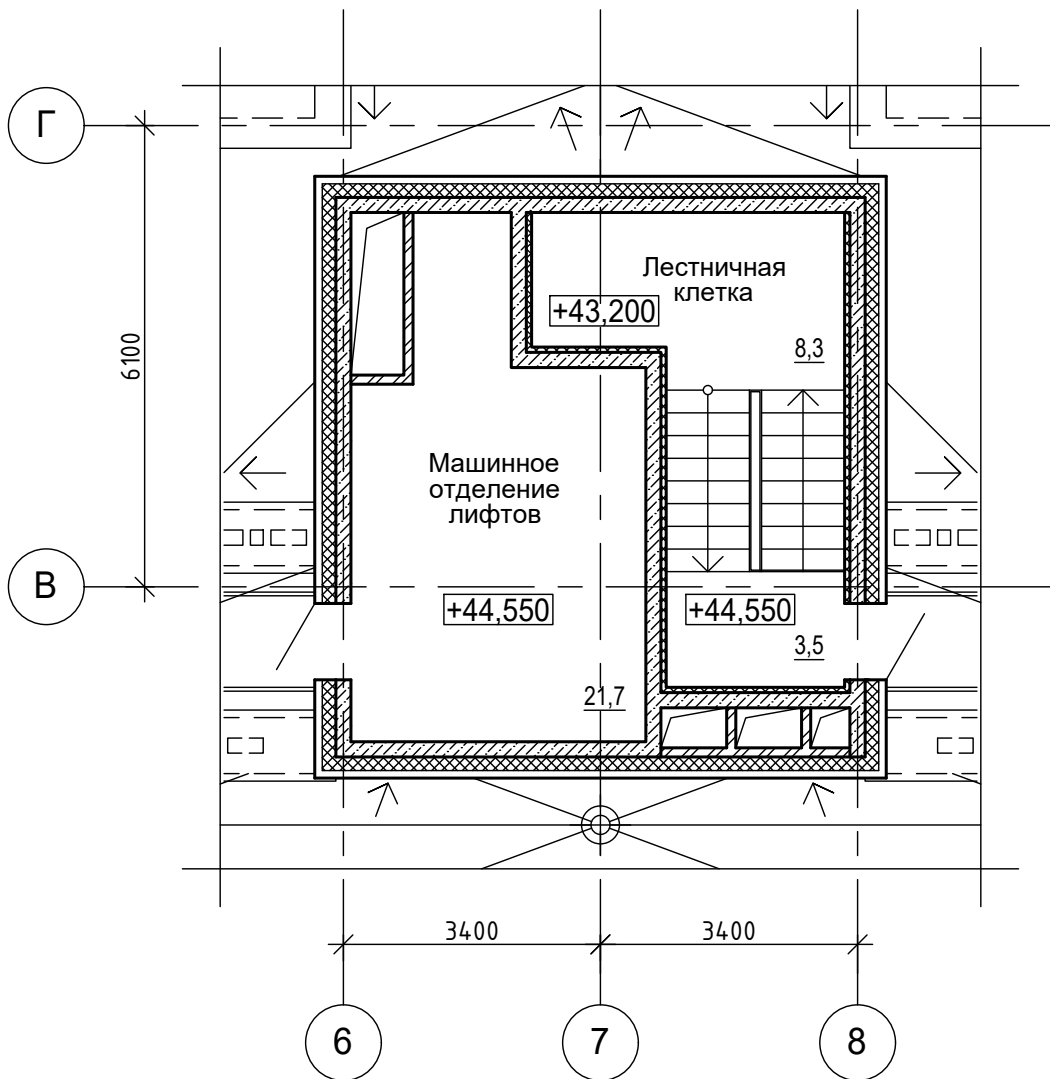 Г
Лестничная
клетка
+43,200
8,3
6100
Машинное
отделение
лифтов
В
+44,550
+44,550
3,5
21,7
3400
3400
6
7
8